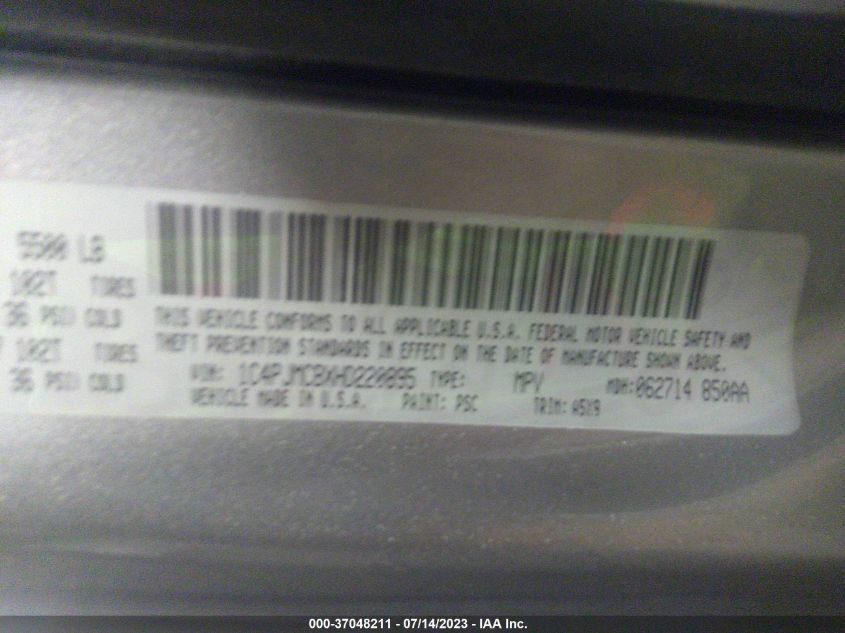 5500 LB
102T TIRES
36 PSI) COLD
102T TIRES
36 PSI) COLD
THIS VEHICLE CONFORMS TO ALL APPLICABLE U.S.A. FEDERAL MOTOR VEHICLE SAFETY AND
THEFT PREVENTION STANDARDS IN EFFECT ON THE DATE OF MANUFACTURE SHOWN ABOVE.
VIN: 1C4PJMCBXHD220895 TYPE: MPV MDH:062714 850AA
VEHICLE MADE IN U.S.A. PAINT: PSC TRIM: A5X9
000-37048211 - 07/14/2023 - IAA Inc.